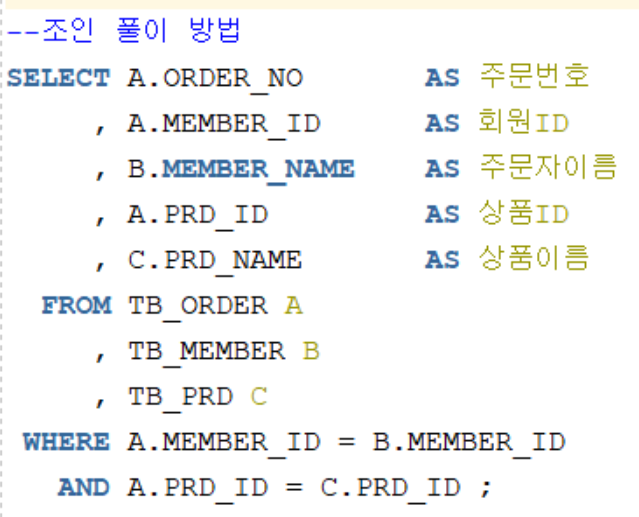 --조인 풀이 방법
SELECT A.ORDER_NO AS 주문번호
, A.MEMBER_ID AS 회원ID
, B.MEMBER_NAME AS 주문자이름
, A.PRD_ID AS 상품ID
, C.PRD_NAME AS 상품이름
FROM TB_ORDER A
, TB_MEMBER B
, TB_PRD C
WHERE A.MEMBER_ID = B.MEMBER_ID
AND A.PRD_ID = C.PRD_ID ;